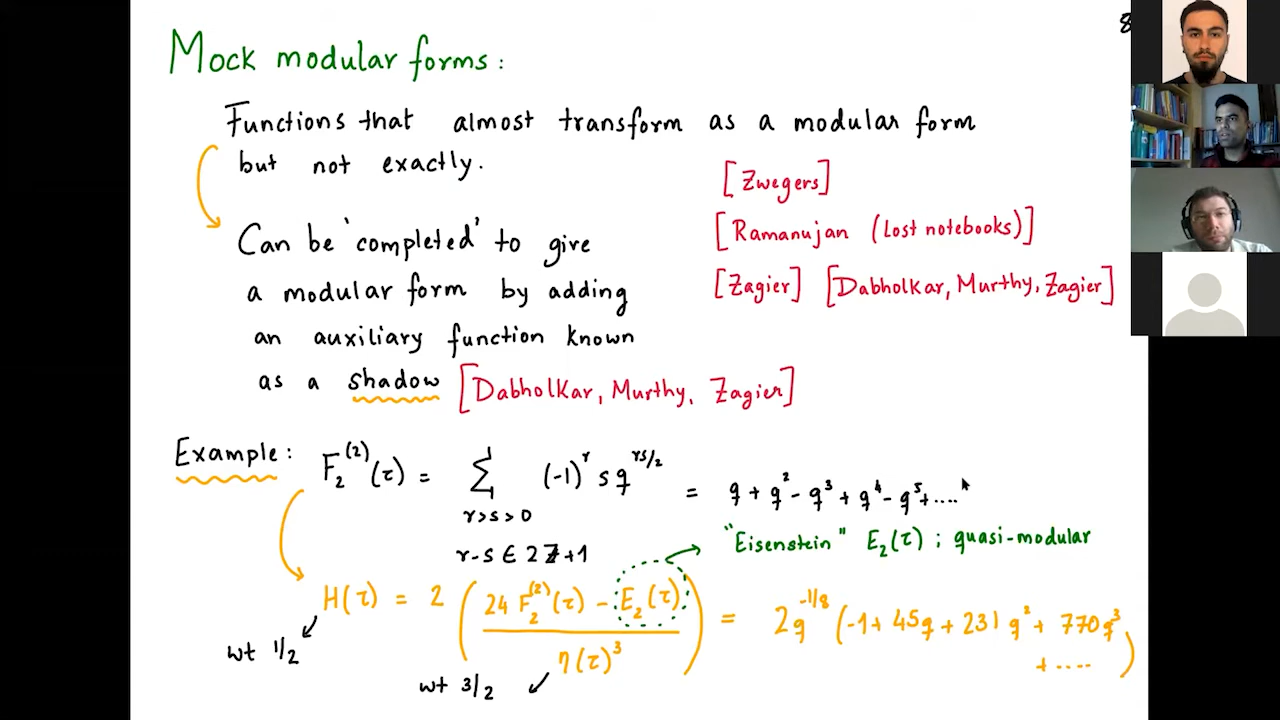 8
Mock modular forms:
Functions that almost transform as a modular form
but not exactly.
[Zwegers]
[Ramanujan (Lost notebooks)]
[Zagier] [Dabholkar, Murthy, Zagier]
Can be 'completed' to give
a modular form by adding
an auxiliary function known
as a shadow [Dabholkar, Murthy, Zagier]
Example: F₂⁽²⁾(τ) = Σ (-1)^r s q^{rs/2} = q + q² - q³ + q⁴ - q⁵ + ....
r > s > 0
r-s ∈ 2ℤ+1
"Eisenstein" E₂(τ) ; quasi-modular
H(τ) = 2 ( (24 F₂⁽²⁾(τ) - E₂(τ)) / η(τ)³ ) = 2q^{-1/8} (-1 + 45q + 231q² + 770q³
+ ....)
wt 1/2
wt 3/2